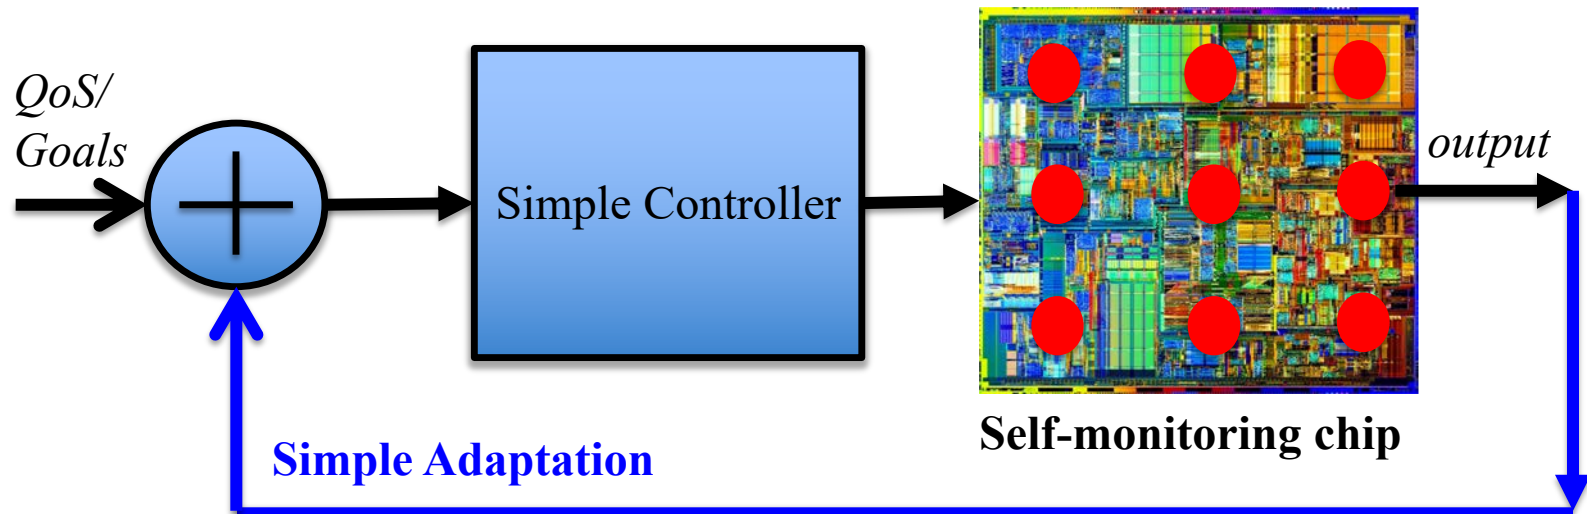 QoS/
Goals
Simple Controller
output
Self-monitoring chip
Simple Adaptation